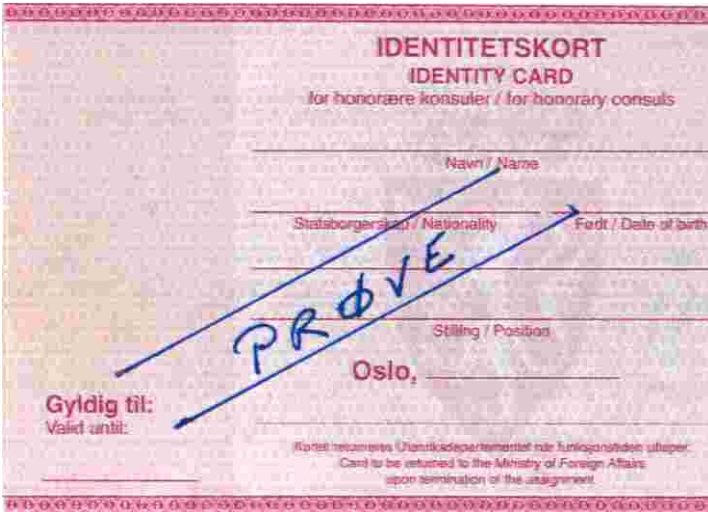 IDENTITETSKORT
IDENTITY CARD
for honorære konsuler / for honorary consuls
Navn / Name
Statsborgerskap / Nationality
Født / Date of birth
PRØVE
Stilling / Position
Oslo,
Gyldig til:
Valid until:
Kortet returneres Utenriksdepartementet når funksjonstiden utløper.
Card to be returned to the Ministry of Foreign Affairs
upon termination of the assignment